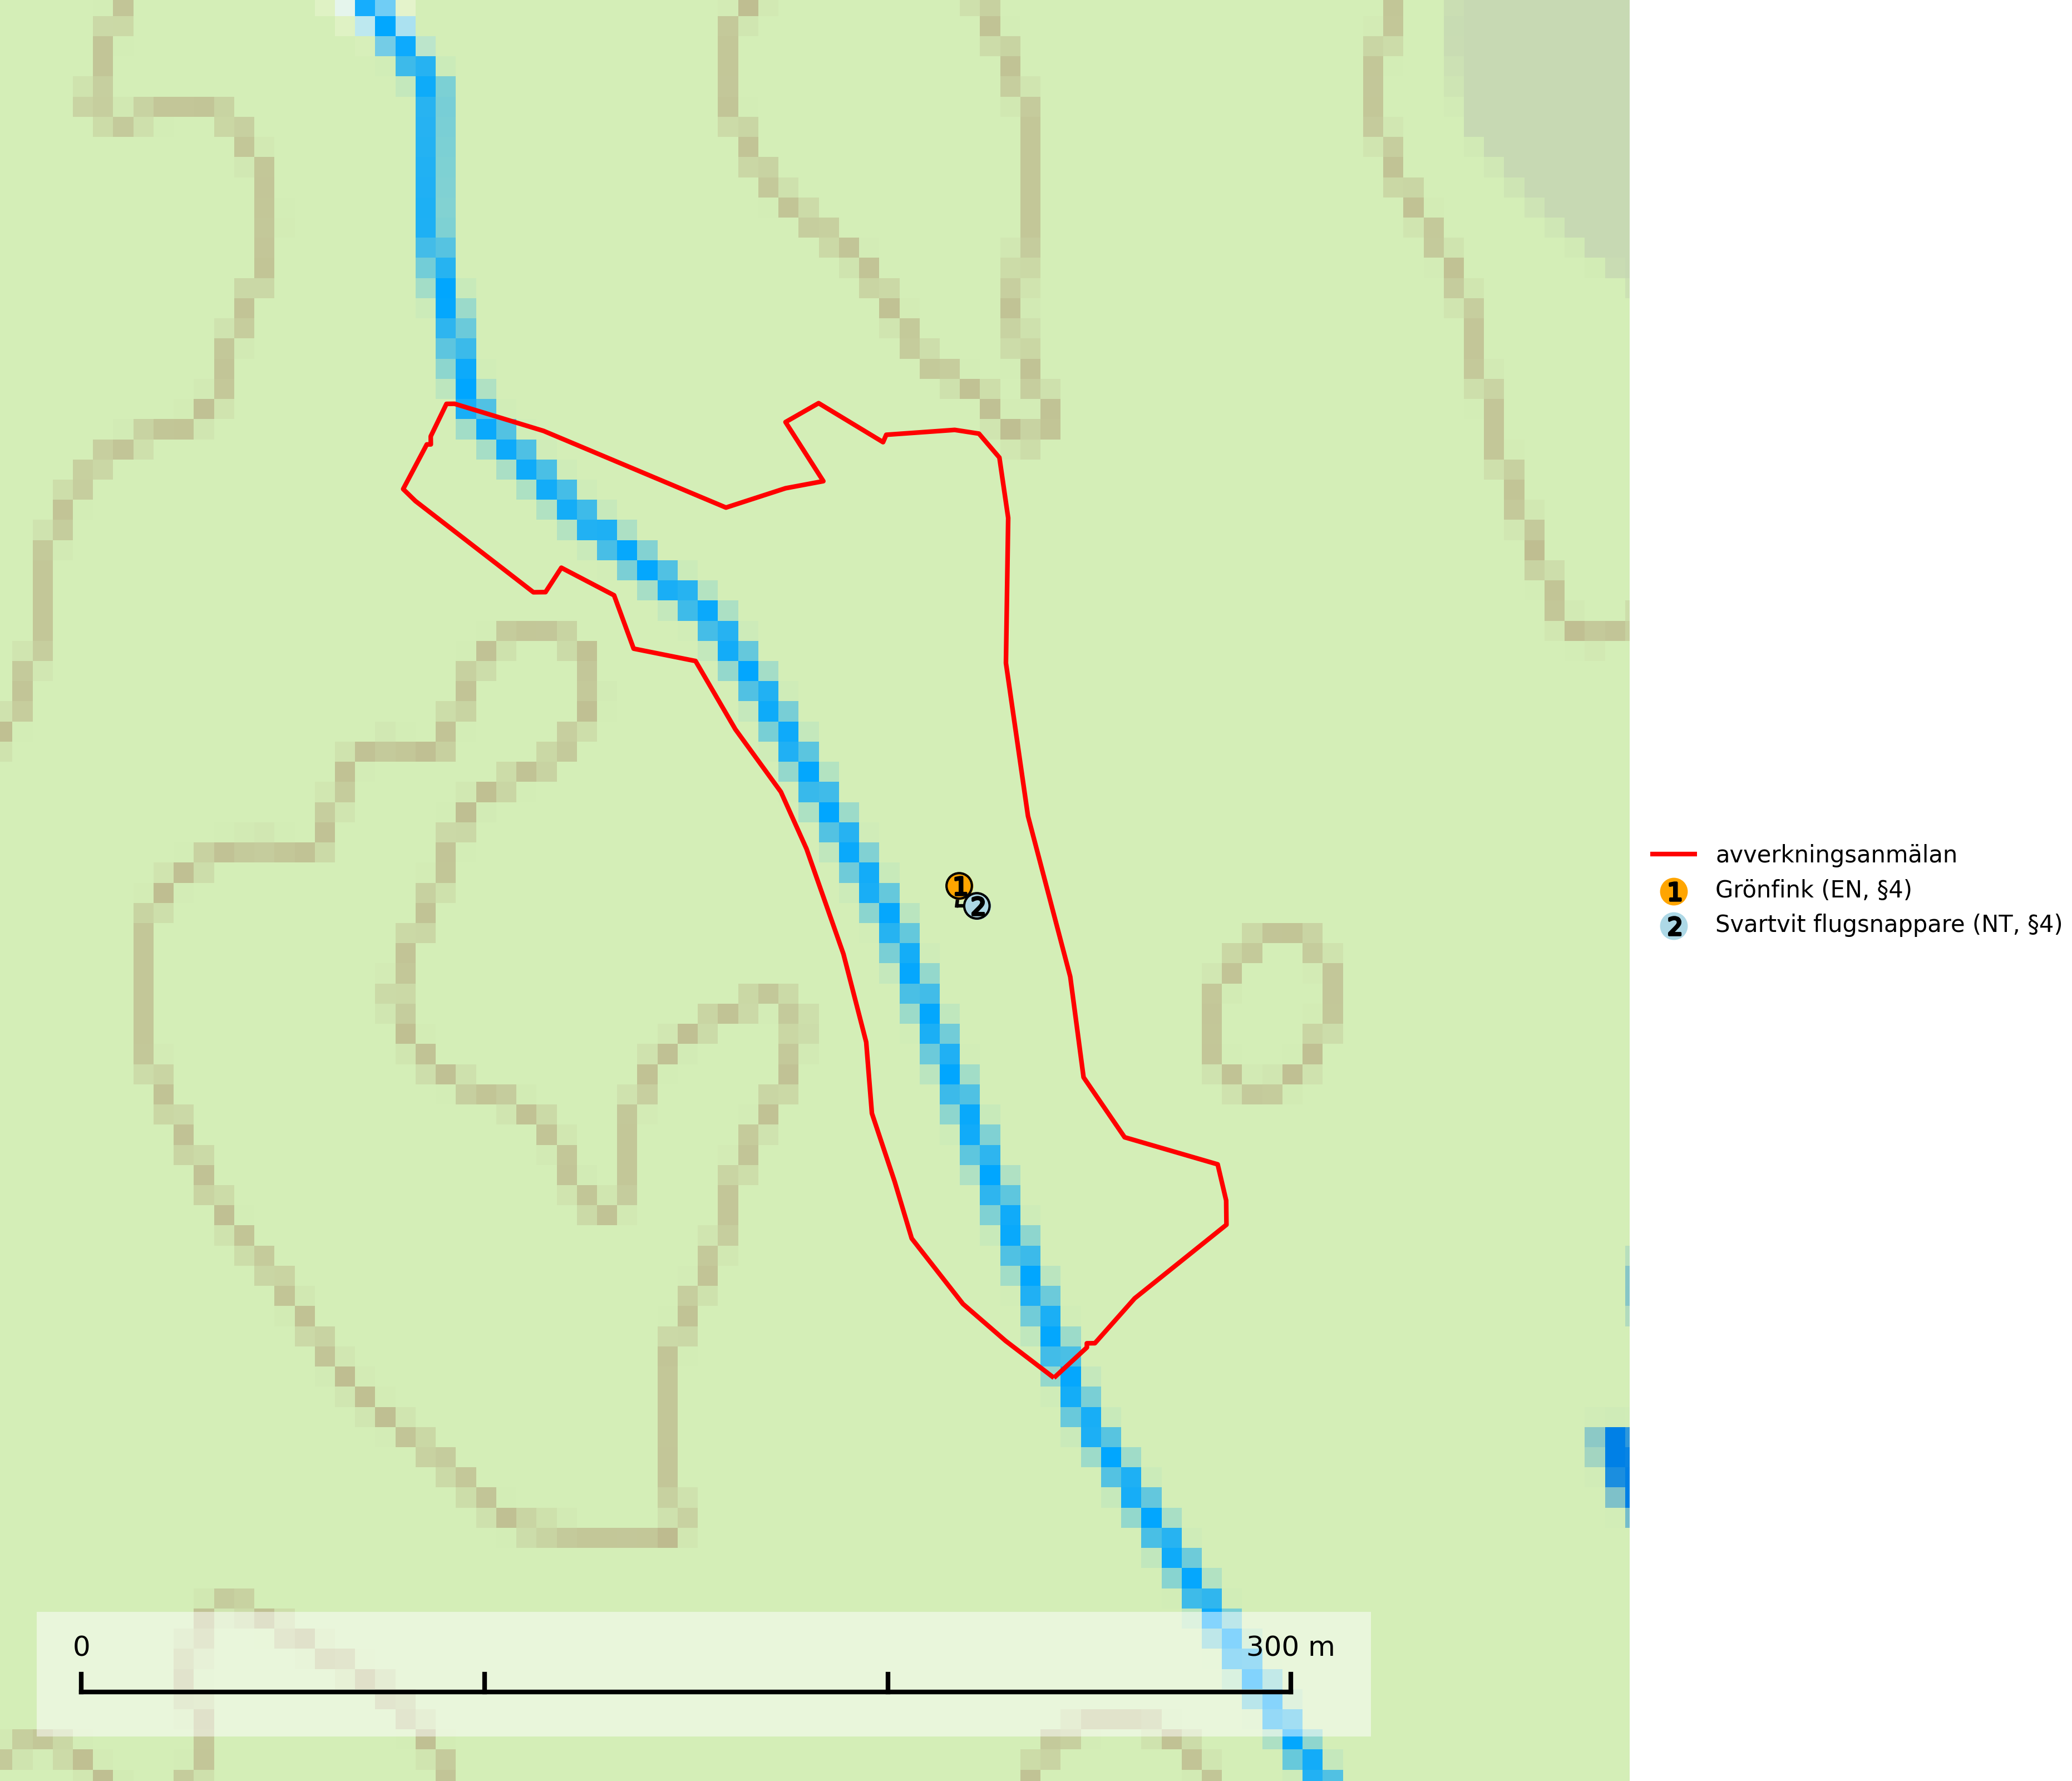 1
2
avverkningsanmälan
1 Grönfink (EN, §4)
2 Svartvit flugsnappare (NT, §4)
0 300 m